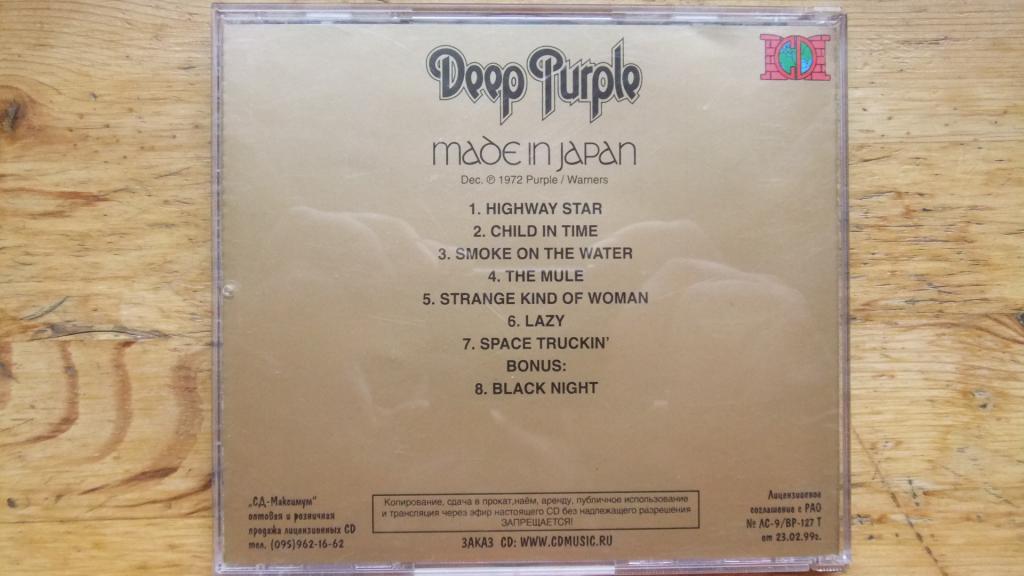 Deep Purple
CD
made in japan
Dec. ℗ 1972 Purple / Warners
1. HIGHWAY STAR
2. CHILD IN TIME
3. SMOKE ON THE WATER
4. THE MULE
5. STRANGE KIND OF WOMAN
6. LAZY
7. SPACE TRUCKIN'
BONUS:
8. BLACK NIGHT
„СД-Максимум"
оптовая и розничная
продажа лицензионных CD
тел. (095)962-16-62
Копирование, сдача в прокат,наём, аренду, публичное использование
и трансляция через эфир настоящего CD без надлежащего разрешения
ЗАПРЕЩАЕТСЯ!
ЗАКАЗ CD: WWW.CDMUSIC.RU
Лицензионное
соглашение с РАО
№ ЛС-9/ВР-127 Т
от 23.02.99г.